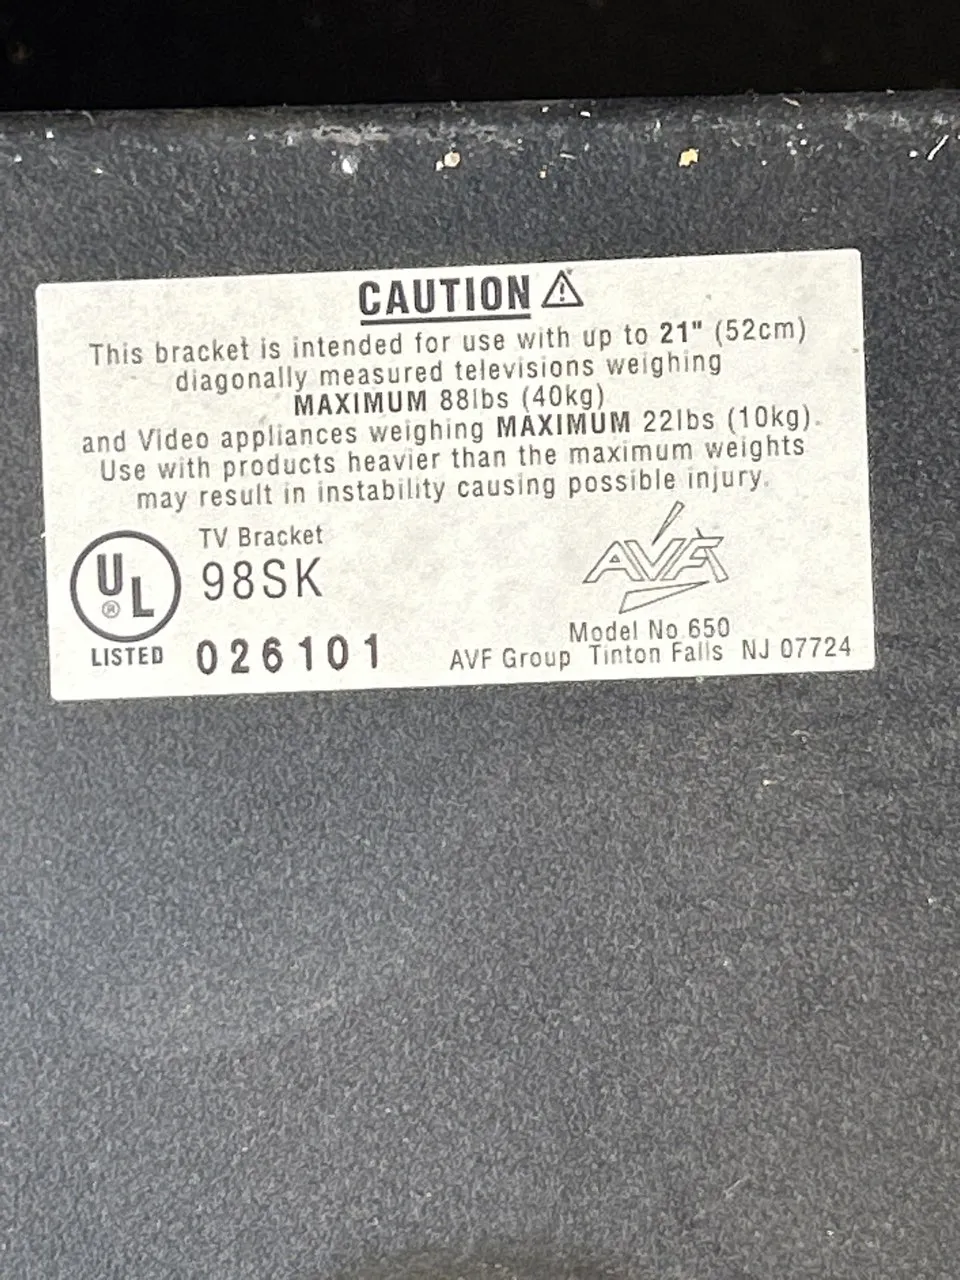 CAUTION
This bracket is intended for use with up to 21" (52cm)
diagonally measured televisions weighing
MAXIMUM 88lbs (40kg)
and Video appliances weighing MAXIMUM 22lbs (10kg).
Use with products heavier than the maximum weights
may result in instability causing possible injury.
UL
®
LISTED
TV Bracket
98SK
026101
AVF
Model No 650
AVF Group Tinton Falls NJ 07724